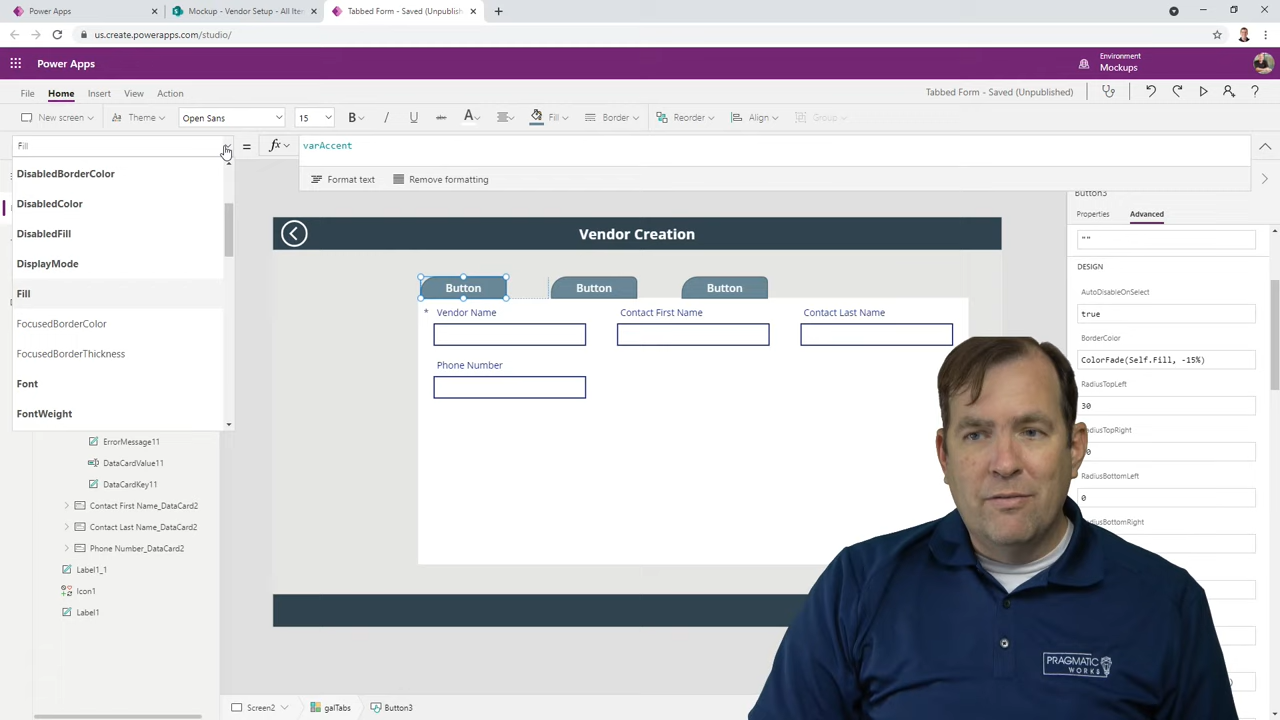 Power Apps
Mockup - Vendor Setup - All Ite
Tabbed Form - Saved (Unpublish
us.create.powerapps.com/studio/
Power Apps
Environment
Mockups
File Home Insert View Action
Tabbed Form - Saved (Unpublished)
New screen Theme Open Sans 15 B / U abc A Fill Border Reorder Align Group
Fill = fx varAccent
Format text Remove formatting
DisabledBorderColor
DisabledColor
DisabledFill
DisplayMode
Fill
FocusedBorderColor
FocusedBorderThickness
Font
FontWeight
ErrorMessage11
DataCardValue11
DataCardKey11
Contact First Name_DataCard2
Contact Last Name_DataCard2
Phone Number_DataCard2
Label1_1
Icon1
Label1
Vendor Creation
Button Button Button
* Vendor Name Contact First Name Contact Last Name
Phone Number
Button3
Properties Advanced
""
DESIGN
AutoDisableOnSelect
true
BorderColor
ColorFade(Self.Fill, -15%)
RadiusTopLeft
30
RadiusTopRight
RadiusBottomLeft
0
RadiusBottomRight
PRAGMATIC
WORKS
Screen2 galTabs Button3